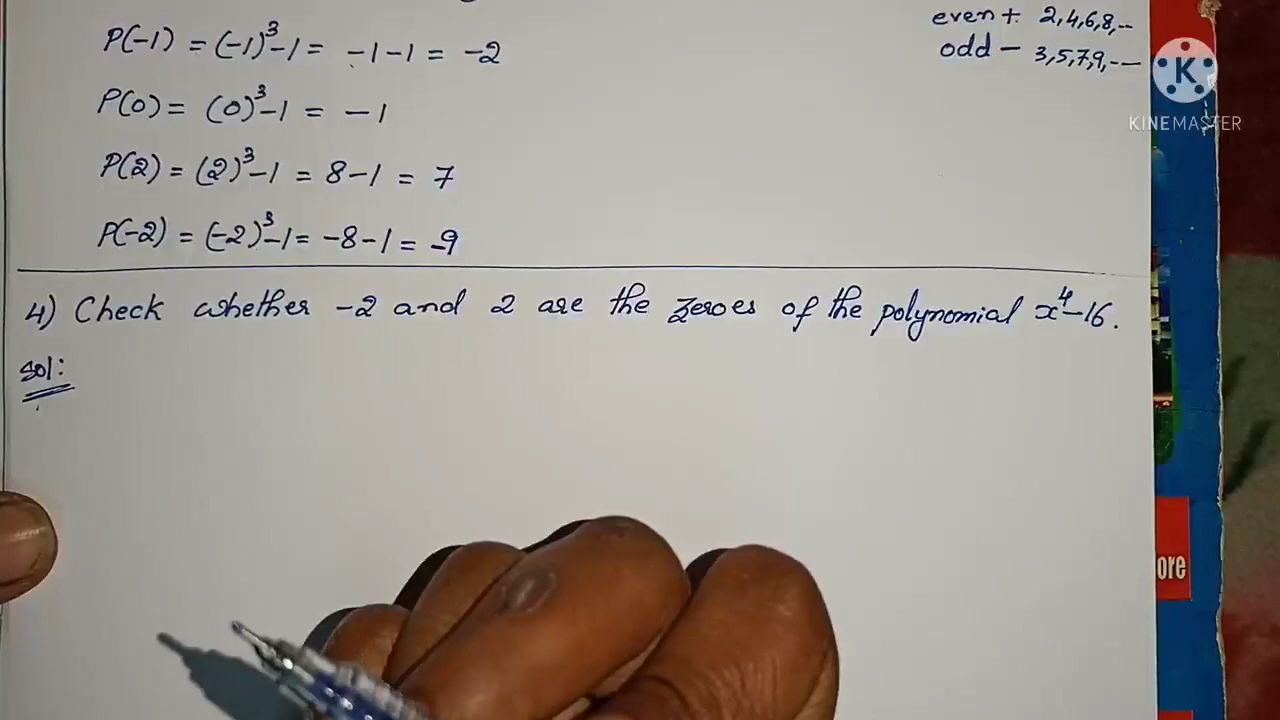 even + 2,4,6,8,--
odd - 3,5,7,9,---
P(-1) = (-1)³-1 = -1-1 = -2
P(0) = (0)³-1 = -1
P(2) = (2)³-1 = 8-1 = 7
P(-2) = (-2)³-1 = -8-1 = -9
4) Check whether -2 and 2 are the zeroes of the polynomial x⁴-16.
Sol:
K
KINEMASTER
ore